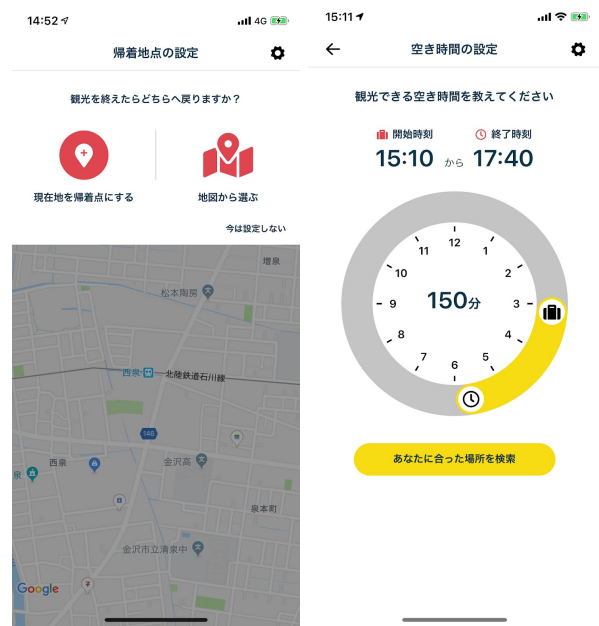 14:52
4G
帰着地点の設定
観光を終えたらどちらへ戻りますか？
現在地を帰着点にする
地図から選ぶ
今は設定しない
増泉
松本陶房
西泉
北陸鉄道石川線
146
西泉
金沢高
泉
泉本町
金沢市立清泉中
Google
15:11
空き時間の設定
観光できる空き時間を教えてください
開始時刻
終了時刻
15:10 から 17:40
12
1
2
3
4
5
6
7
8
9
10
11
150分
あなたに合った場所を検索